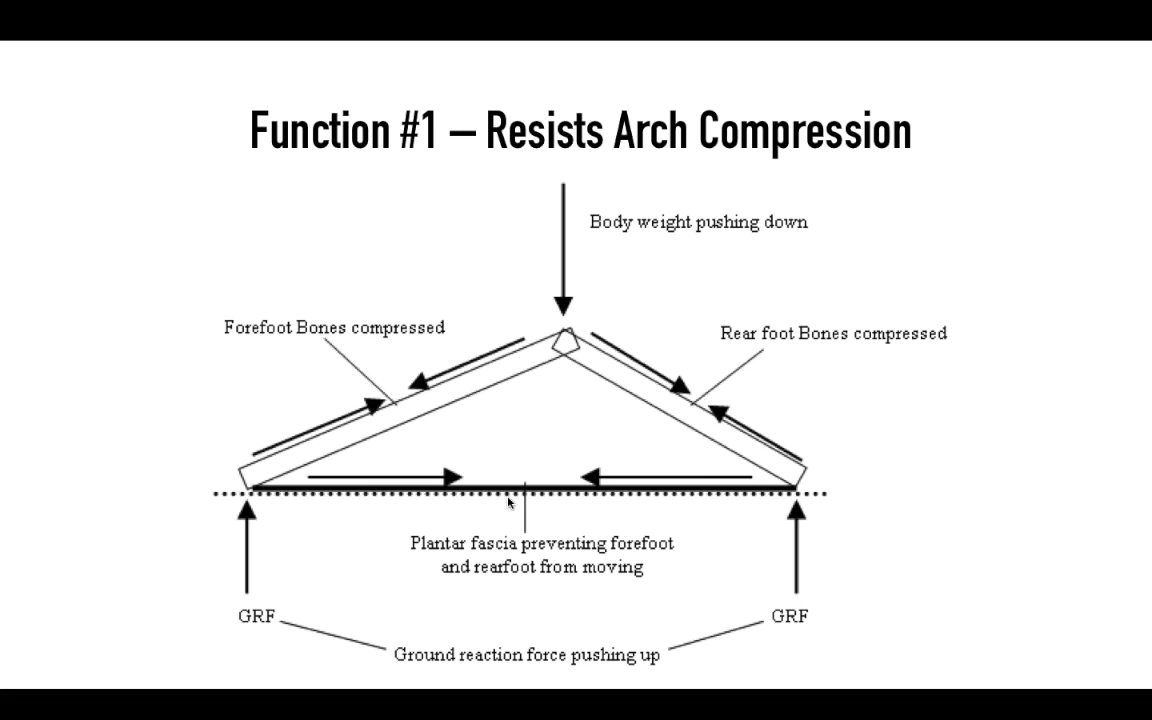 Function #1 – Resists Arch Compression
Body weight pushing down
Forefoot Bones compressed
Rear foot Bones compressed
Plantar fascia preventing forefoot
and rearfoot from moving
GRF
GRF
Ground reaction force pushing up